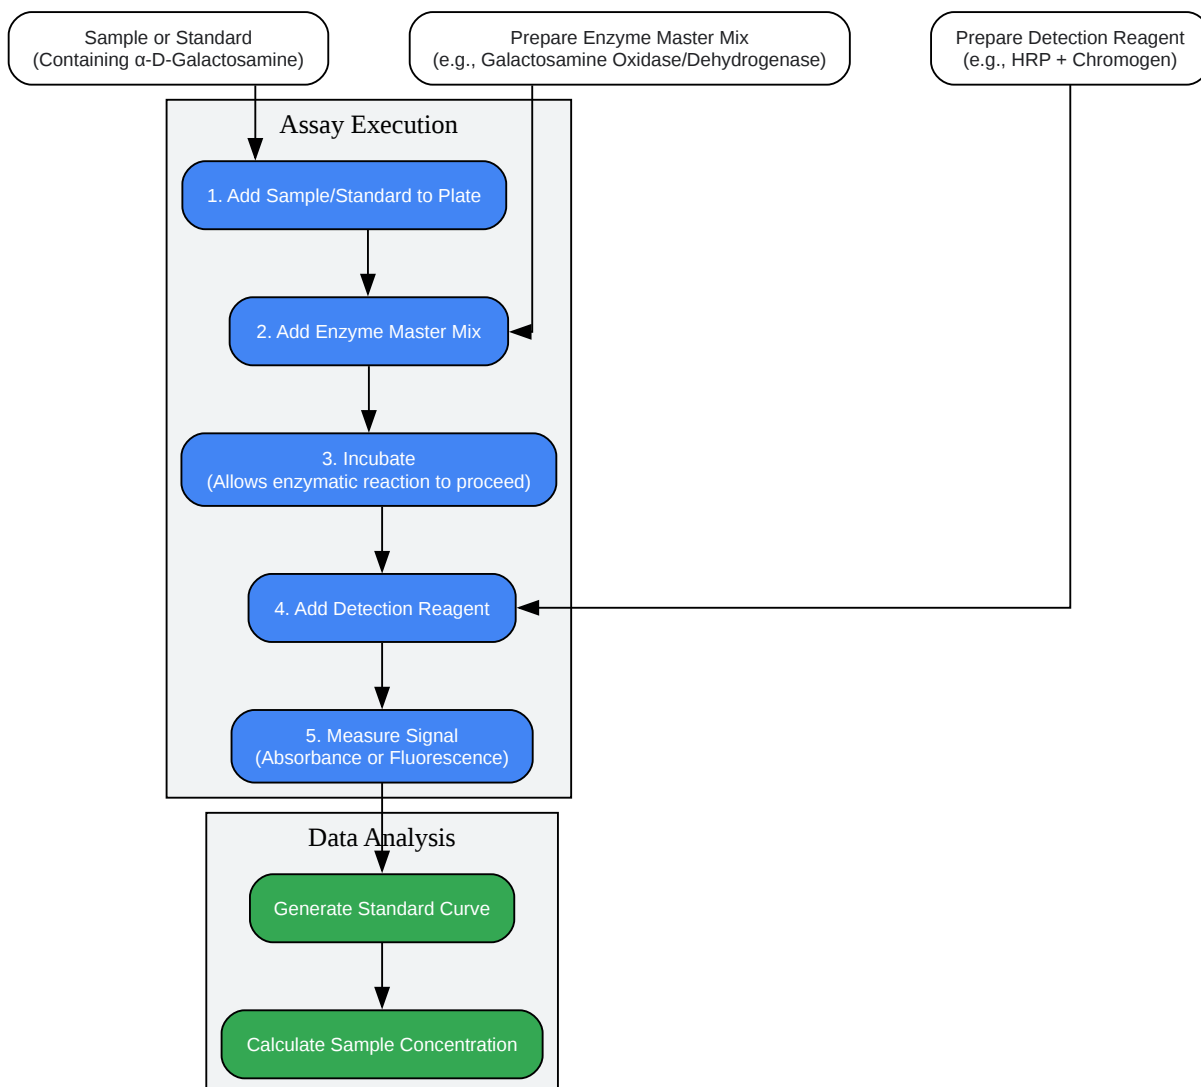 Sample or Standard
(Containing α-D-Galactosamine)
Prepare Enzyme Master Mix
(e.g., Galactosamine Oxidase/Dehydrogenase)
Prepare Detection Reagent
(e.g., HRP + Chromogen)
Assay Execution
1. Add Sample/Standard to Plate
2. Add Enzyme Master Mix
3. Incubate
(Allows enzymatic reaction to proceed)
4. Add Detection Reagent
5. Measure Signal
(Absorbance or Fluorescence)
Data Analysis
Generate Standard Curve
Calculate Sample Concentration